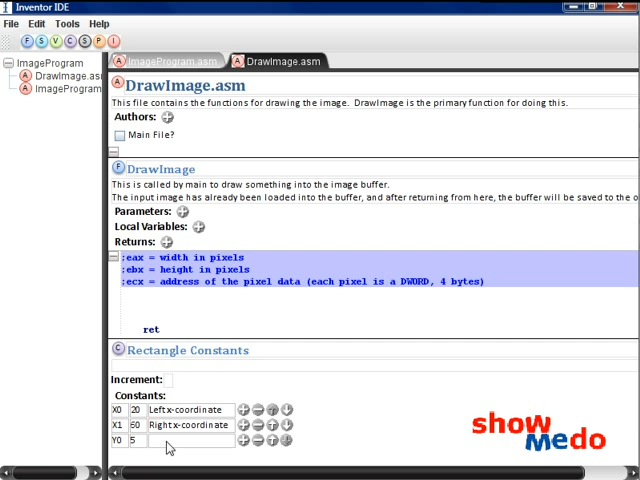 Inventor IDE
File Edit Tools Help
F S V C S P I
ImageProgram
A DrawImage.asm
A ImageProgram
A ImageProgram.asm A DrawImage.asm
A DrawImage.asm
This file contains the functions for drawing the image. DrawImage is the primary function for doing this.
Authors:
Main File?
F DrawImage
This is called by main to draw something into the image buffer.
The input image has already been loaded into the buffer, and after returning from here, the buffer will be saved to the o
Parameters:
Local Variables:
Returns:
;eax = width in pixels
;ebx = height in pixels
;ecx = address of the pixel data (each pixel is a DWORD, 4 bytes)
ret
C Rectangle Constants
Increment:
Constants:
X0 20 Left x-coordinate
X1 60 Right x-coordinate
Y0 5
show
me do